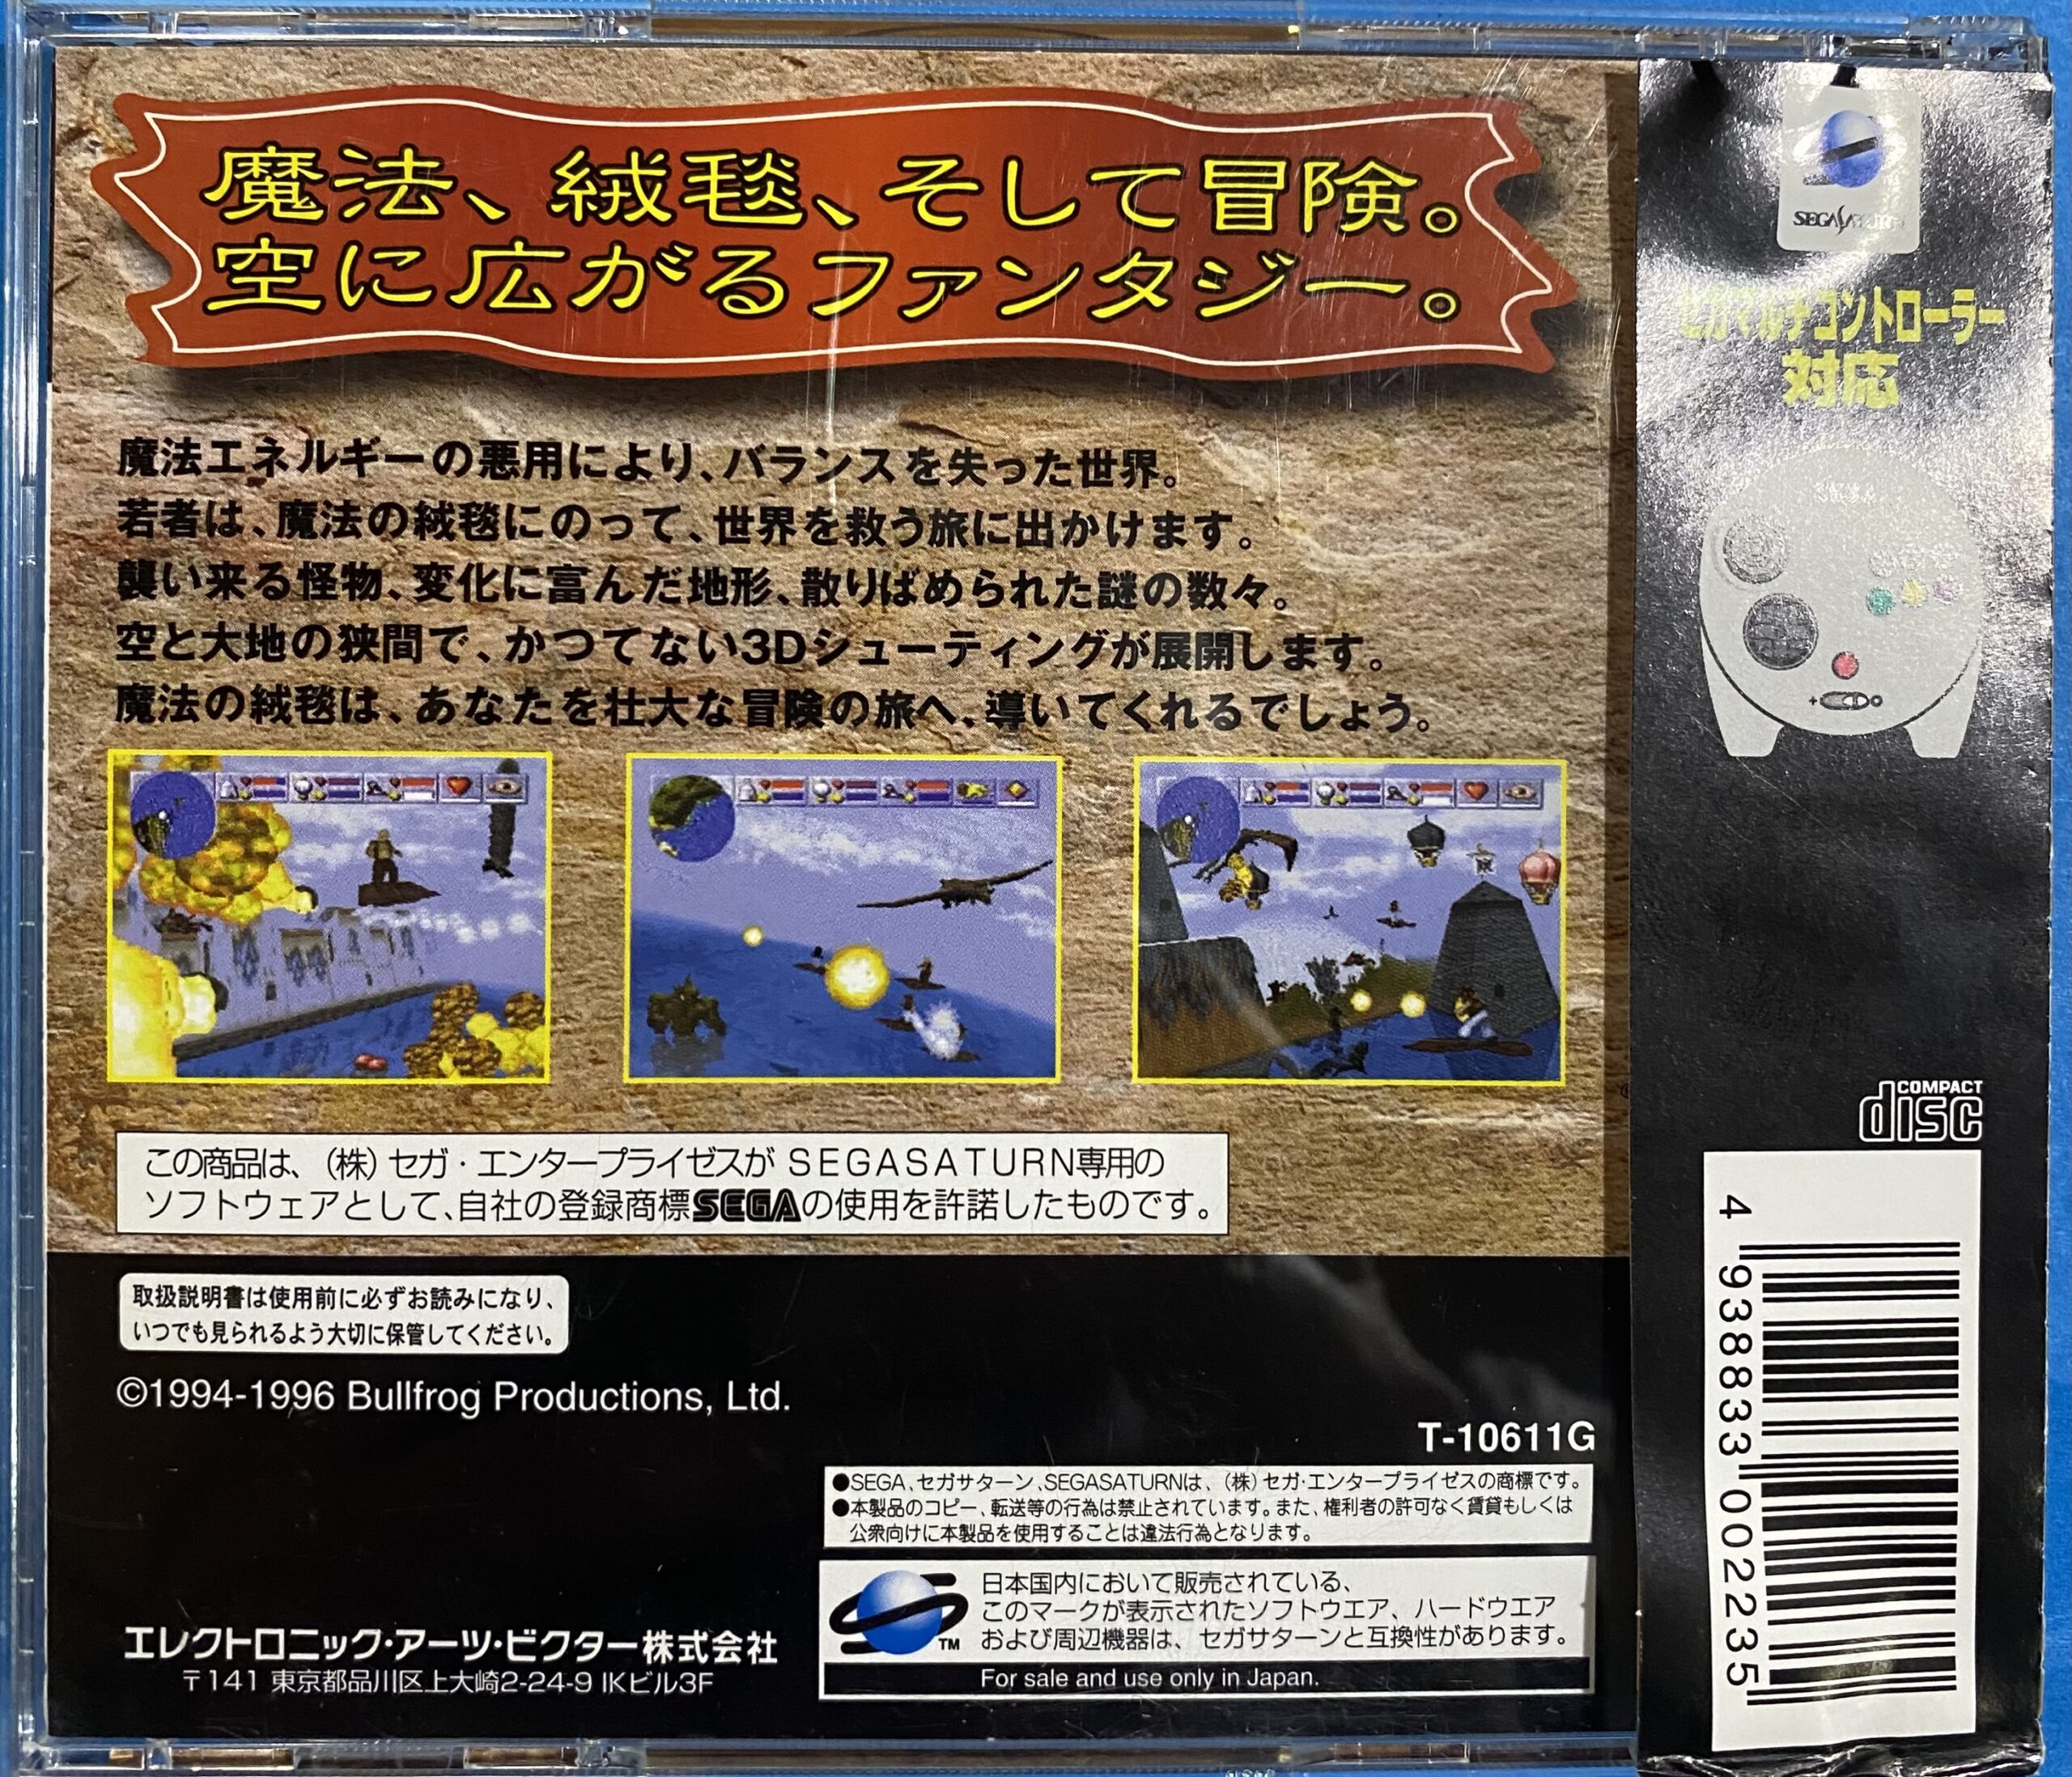 魔法、絨毯、そして冒険。
空に広がるファンタジー。
魔法エネルギーの悪用により、バランスを失った世界。
若者は、魔法の絨毯にのって、世界を救う旅に出かけます。
襲い来る怪物、変化に富んだ地形、散りばめられた謎の数々。
空と大地の狭間で、かつてない3Dシューティングが展開します。
魔法の絨毯は、あなたを壮大な冒険の旅へ、導いてくれるでしょう。
この商品は、(株)セガ・エンタープライゼスが SEGASATURN専用の
ソフトウェアとして、自社の登録商標SEGAの使用を許諾したものです。
取扱説明書は使用前に必ずお読みになり、
いつでも見られるよう大切に保管してください。
©1994-1996 Bullfrog Productions, Ltd.
T-10611G
●SEGA、セガサターン、SEGASATURNは、(株)セガ・エンタープライゼスの商標です。
●本製品のコピー、転送等の行為は禁止されています。また、権利者の許可なく賃貸もしくは
公衆向けに本製品を使用することは違法行為となります。
エレクトロニック・アーツ・ビクター株式会社
〒141 東京都品川区上大崎2-24-9 IKビル3F
TM
日本国内において販売されている、
このマークが表示されたソフトウエア、ハードウエア
および周辺機器は、セガサターンと互換性があります。
For sale and use only in Japan.
SEGA SATURN
セガマルチコントローラー
対応
COMPACT
disc
4 938833 002235